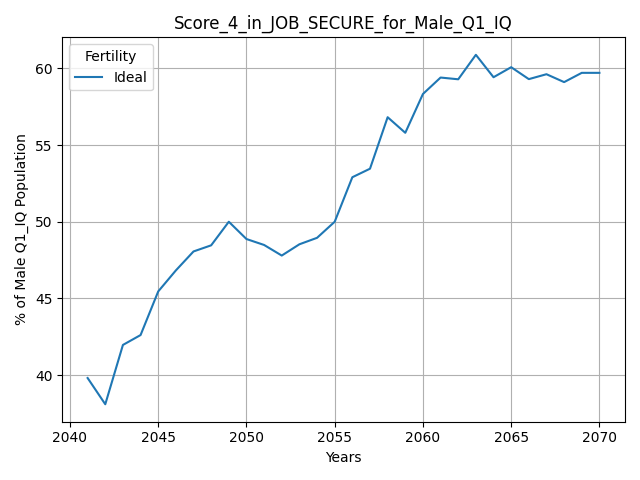 Score_4_in_JOB_SECURE_for_Male_Q1_IQ
Fertility
Ideal
% of Male Q1_IQ Population
60
55
50
45
40
2040 2045 2050 2055 2060 2065 2070
Years